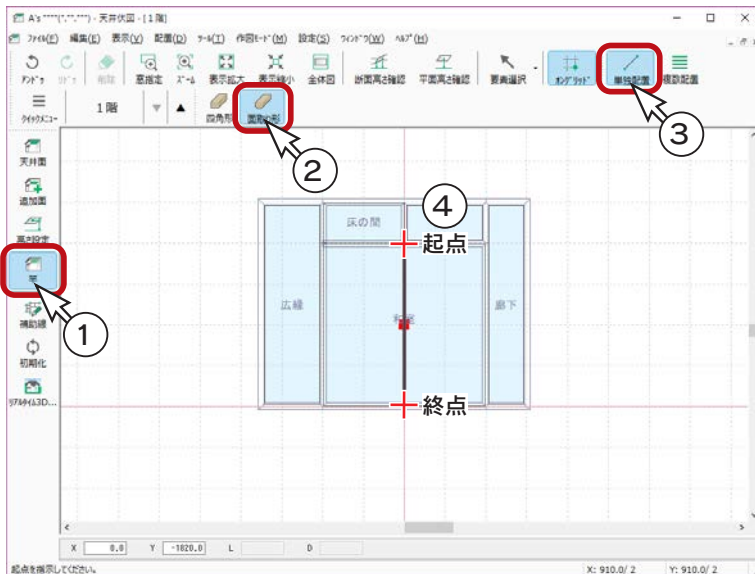 A's ****(*.**.***) - 天井伏図 - [1 階]
ファイル(F) 編集(E) 表示(V) 配置(D) ツール(T) 作図モード(M) 設定(S) ウィンドウ(W) ヘルプ(H)
アンドゥ リドゥ 削除 意指定 ズーム 表示拡大 表示縮小 全体図 断面高さ確認 平面高さ確認 要素選択 オングリッド 単独配置 複数配置
クイックメニュー 1 階 四角形 面取の形
③
②
天井面
追加面
高さ設定
竿
①
補助線
初期化
リアルタイム3D...
床の間
④
起点
広縁
和室
廊下
終点
X 0.0 Y -1820.0 L D
起点を指示してください。 X: 910.0/ 2 Y: 910.0/ 2